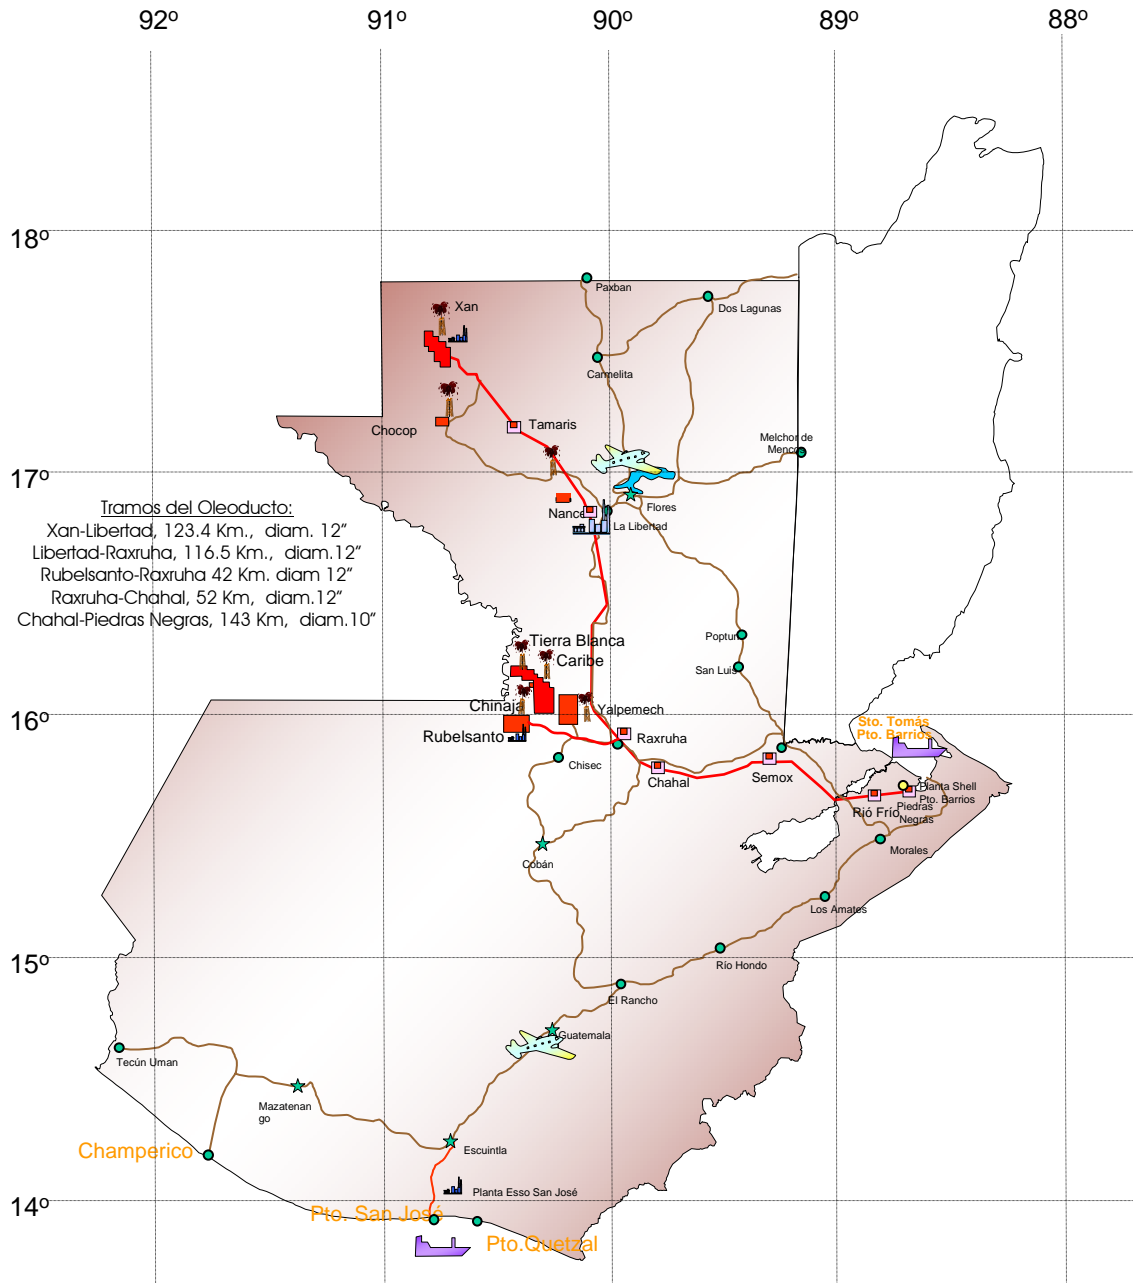 92º
91º
90º
89º
88º
18º
Xan
Paxban
Dos Lagunas
Carmelita
Chocop
Tamaris
Melchor de
Mencos
17º
Tramos del Oleoducto:
Xan-Libertad, 123.4 Km., diam. 12"
Libertad-Raxruha, 116.5 Km., diam.12"
Rubelsanto-Raxruha 42 Km. diam 12"
Raxruha-Chahal, 52 Km, diam.12"
Chahal-Piedras Negras, 143 Km, diam.10"
Flores
Nance
La Libertad
Poptun
San Luis
Tierra Blanca
Caribe
Chinaja
Yalpemech
16º
Rubelsanto
Raxruha
Sto. Tomás
Pto. Barrios
Chisec
Chahal
Semox
Planta Shell
Pto. Barrios
Rió Frío
Piedras
Negras
Morales
Cobán
Los Amates
15º
Río Hondo
El Rancho
Guatemala
Tecún Uman
Mazatenan
go
Champerico
Escuintla
14º
Planta Esso San José
Pto. San José
Pto.Quetzal